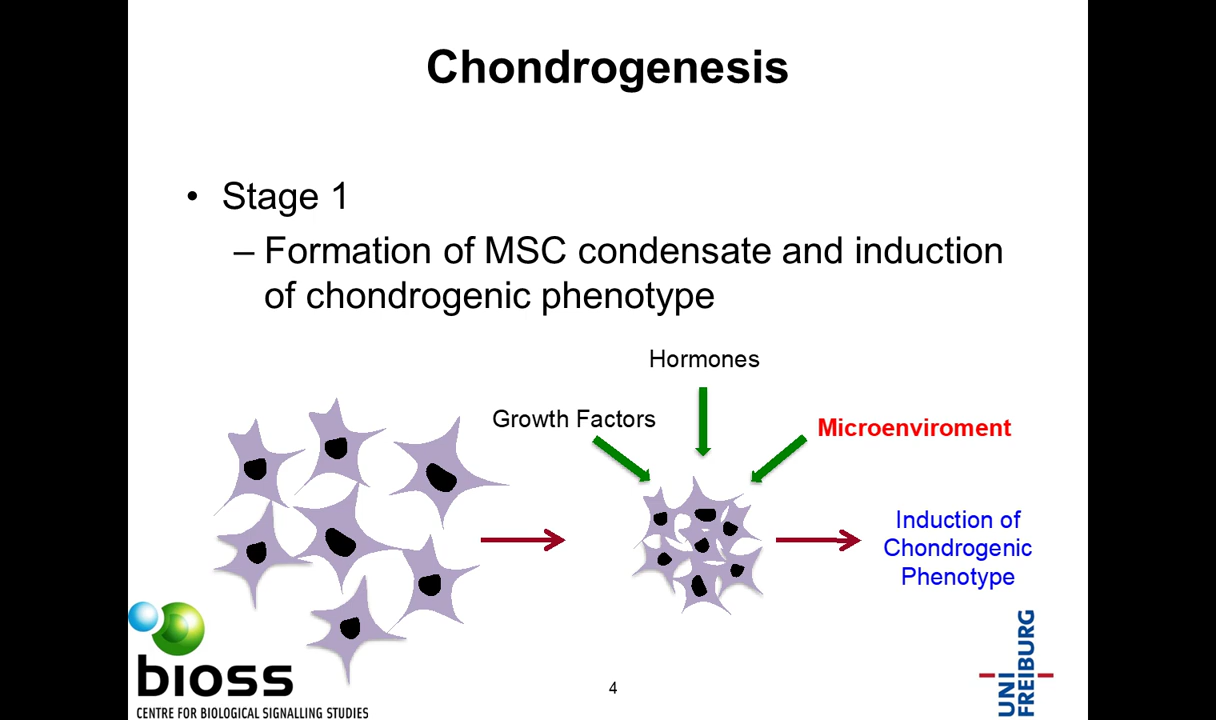 Chondrogenesis
• Stage 1
– Formation of MSC condensate and induction
of chondrogenic phenotype
Hormones
Growth Factors
Microenviroment
Induction of
Chondrogenic
Phenotype
bioss
CENTRE FOR BIOLOGICAL SIGNALLING STUDIES
4
UNI
FREIBURG